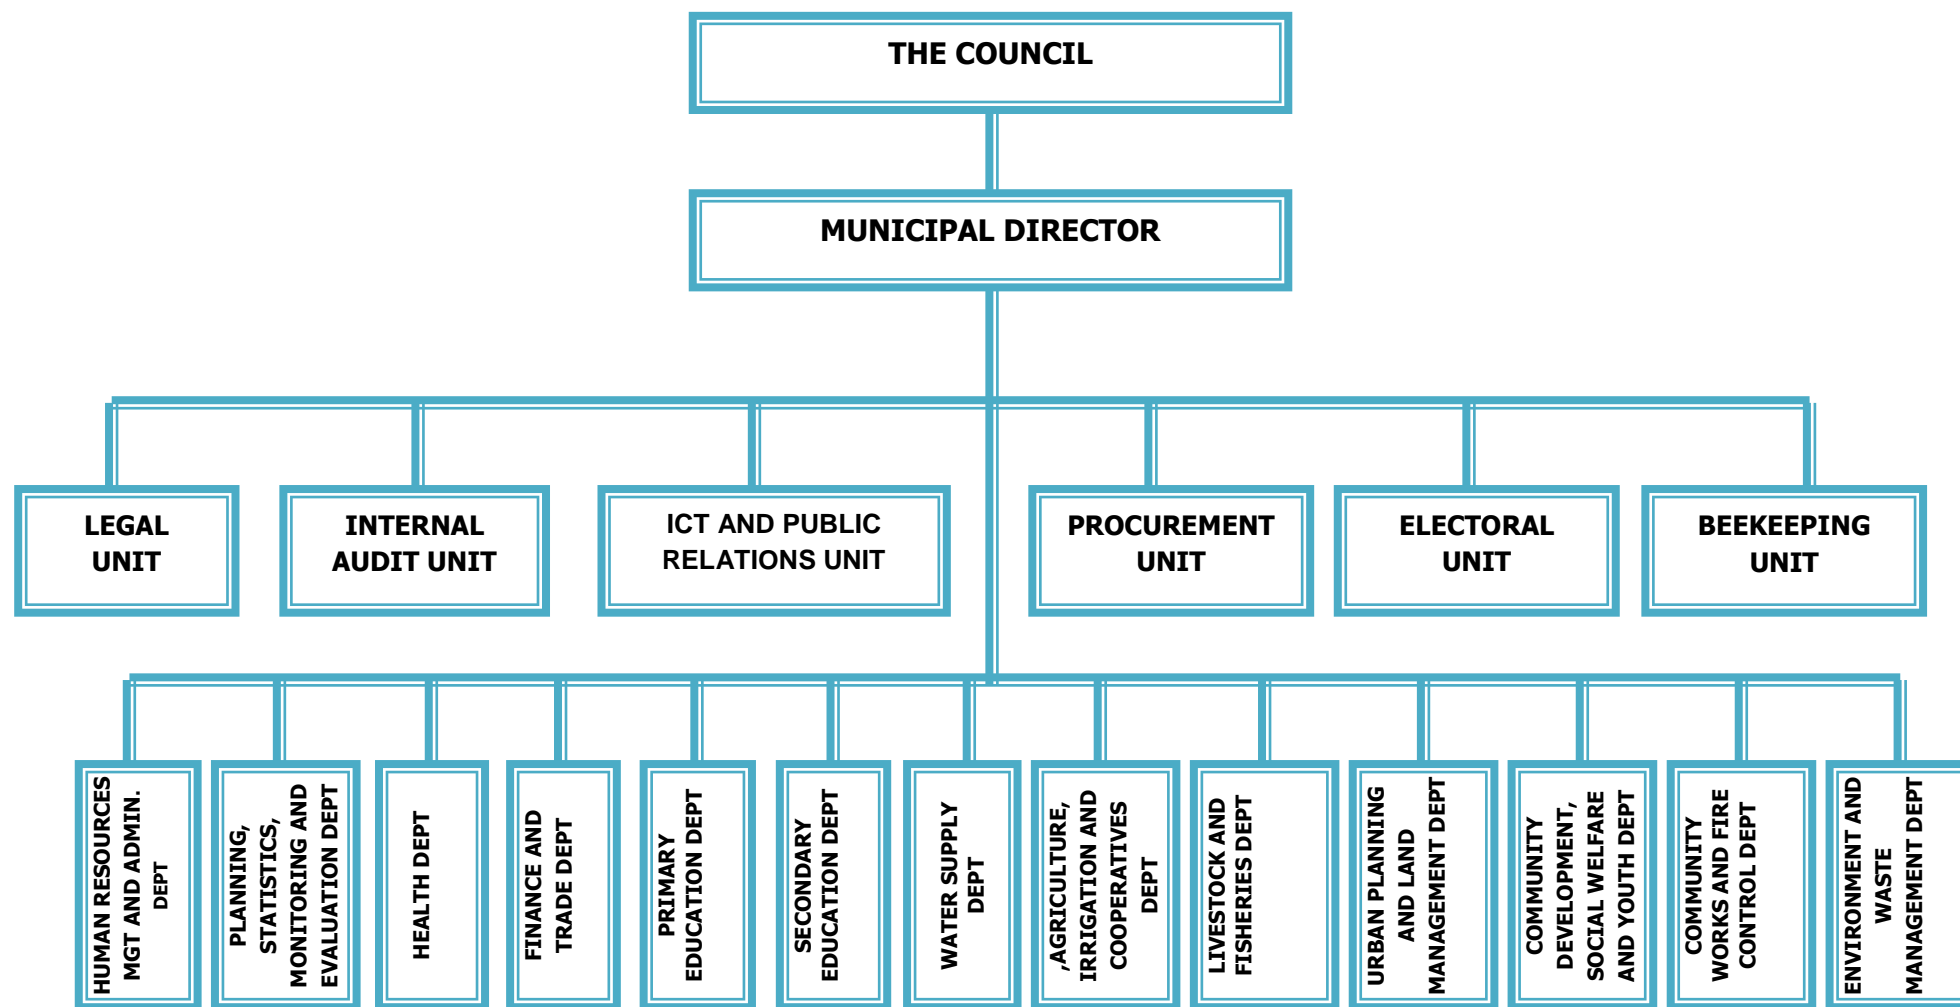 THE COUNCIL
MUNICIPAL DIRECTOR
LEGAL
UNIT
INTERNAL
AUDIT UNIT
ICT AND PUBLIC
RELATIONS UNIT
PROCUREMENT
UNIT
ELECTORAL
UNIT
BEEKEEPING
UNIT
HUMAN RESOURCES
MGT AND ADMIN.
DEPT
PLANNING,
STATISTICS,
MONITORING AND
EVALUATION DEPT
HEALTH DEPT
FINANCE AND
TRADE DEPT
PRIMARY
EDUCATION DEPT
SECONDARY
EDUCATION DEPT
WATER SUPPLY
DEPT
,AGRICULTURE,
IRRIGATION AND
COOPERATIVES
DEPT
LIVESTOCK AND
FISHERIES DEPT
URBAN PLANNING
AND LAND
MANAGEMENT DEPT
COMMUNITY
DEVELOPMENT,
SOCIAL WELFARE
AND YOUTH DEPT
COMMUNITY
WORKS AND FIRE
CONTROL DEPT
ENVIRONMENT AND
WASTE
MANAGEMENT DEPT